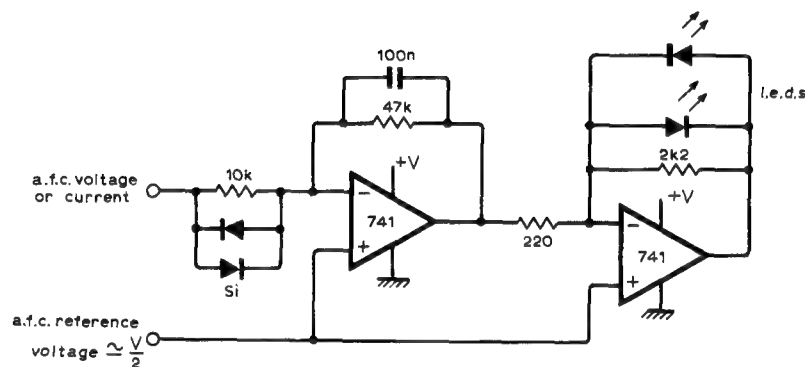 100n
47k
+V
a.f.c. voltage
or current
10k
741
Si
220
l.e.d.s
2k2
+V
741
a.f.c. reference
voltage ≃ V/2
− + − +